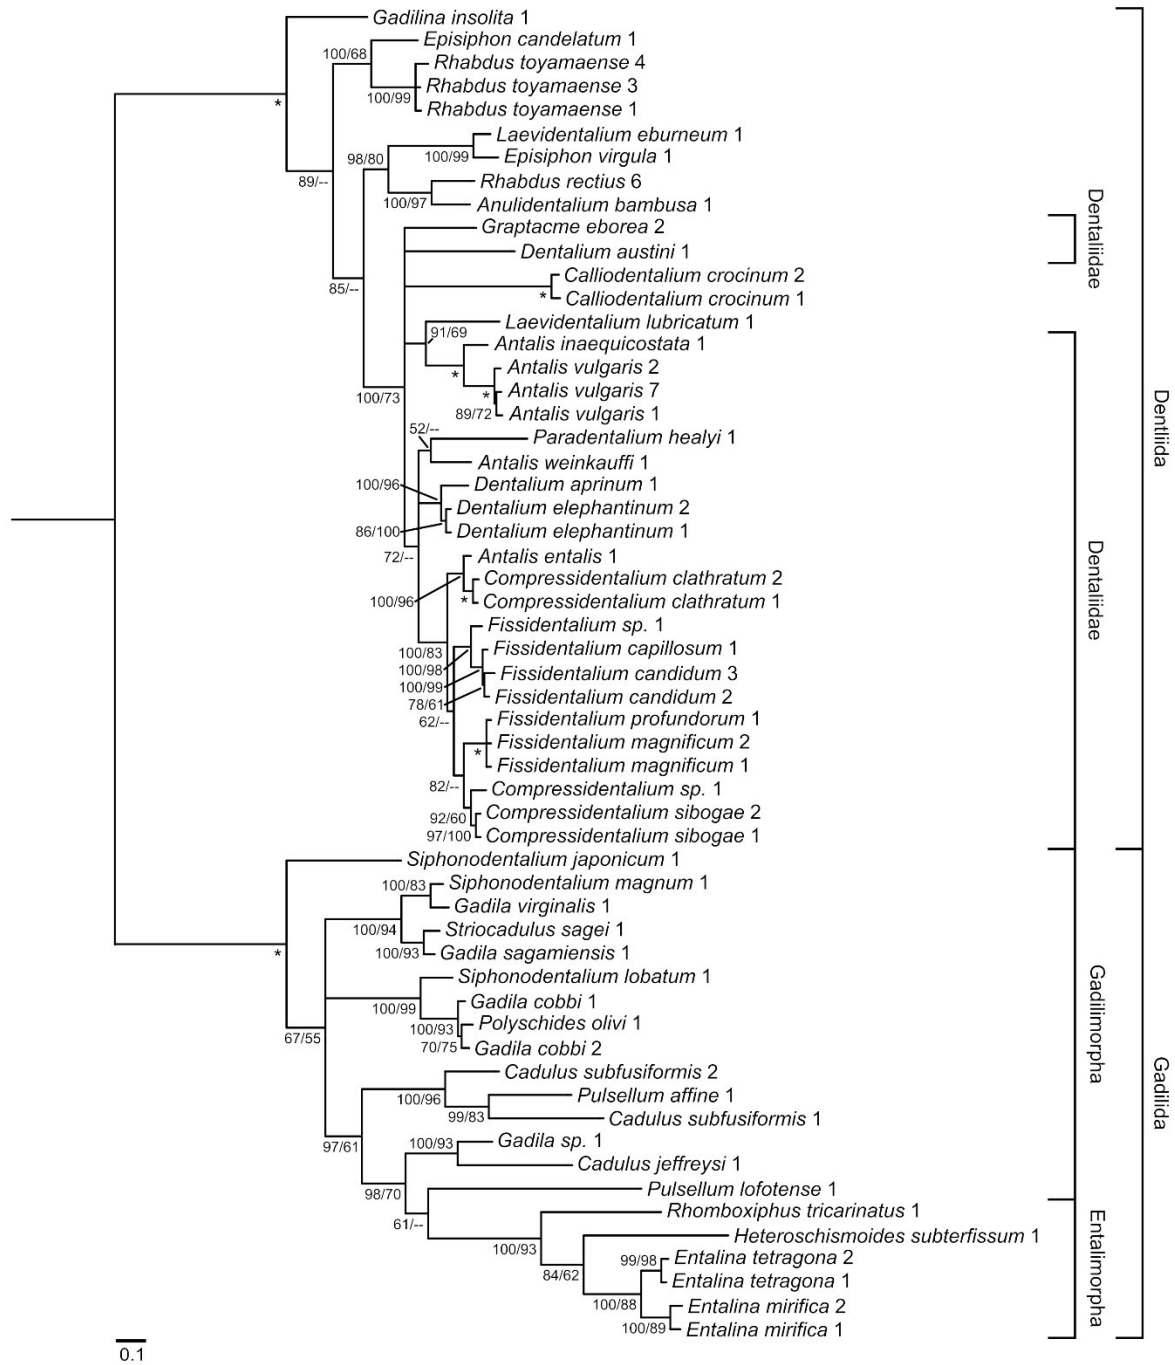 Gadilina insolita 1
Episiphon candelatum 1
100/68
Rhabdus toyamaense 4
Rhabdus toyamaense 3
100/99
*
Rhabdus toyamaense 1
Laevidentalium eburneum 1
98/80
100/99
Episiphon virgula 1
89/--
Rhabdus rectius 6
100/97
Anulidentalium bambusa 1
Graptacme eborea 2
Dentalium austini 1
Dentaliidae
Calliodentalium crocinum 2
85/--
*
Calliodentalium crocinum 1
Laevidentalium lubricatum 1
91/69
Antalis inaequicostata 1
Antalis vulgaris 2
*
Antalis vulgaris 7
*
100/73
89/72
Antalis vulgaris 1
52/--
Paradentalium healyi 1
Dentliida
Antalis weinkauffi 1
100/96
Dentalium aprinum 1
Dentalium elephantinum 2
86/100
Dentalium elephantinum 1
72/--
Antalis entalis 1
Compressidentalium clathratum 2
100/96
*
Compressidentalium clathratum 1
Dentaliidae
Fissidentalium sp. 1
100/83
Fissidentalium capillosum 1
100/98
Fissidentalium candidum 3
100/99
Fissidentalium candidum 2
78/61
62/--
Fissidentalium profundorum 1
Fissidentalium magnificum 2
*
Fissidentalium magnificum 1
82/--
Compressidentalium sp. 1
Compressidentalium sibogae 2
92/60
97/100
Compressidentalium sibogae 1
Siphonodentalium japonicum 1
100/83
Siphonodentalium magnum 1
Gadila virginalis 1
100/94
Striocadulus sagei 1
100/93
Gadila sagamiensis 1
*
Siphonodentalium lobatum 1
100/99
Gadila cobbi 1
100/93
Polyschides olivi 1
67/55
70/75
Gadila cobbi 2
Gadilimorpha
Cadulus subfusiformis 2
100/96
Pulsellum affine 1
99/83
Cadulus subfusiformis 1
Gadilida
97/61
100/93
Gadila sp. 1
Cadulus jeffreysi 1
98/70
Pulsellum lofotense 1
61/--
Rhomboxiphus tricarinatus 1
100/93
Heteroschismoides subterfissum 1
99/98
Entalina tetragona 2
84/62
Entalina tetragona 1
Entalimorpha
100/88
Entalina mirifica 2
100/89
Entalina mirifica 1
0.1